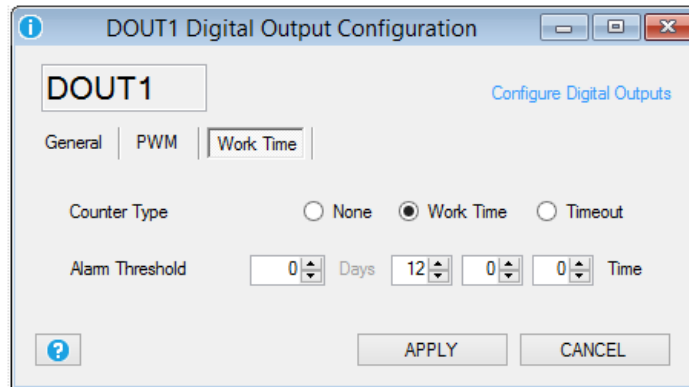 DOUT1 Digital Output Configuration
DOUT1
Configure Digital Outputs
General PWM Work Time
Counter Type None Work Time Timeout
Alarm Threshold 0 Days 12 0 0 Time
APPLY CANCEL